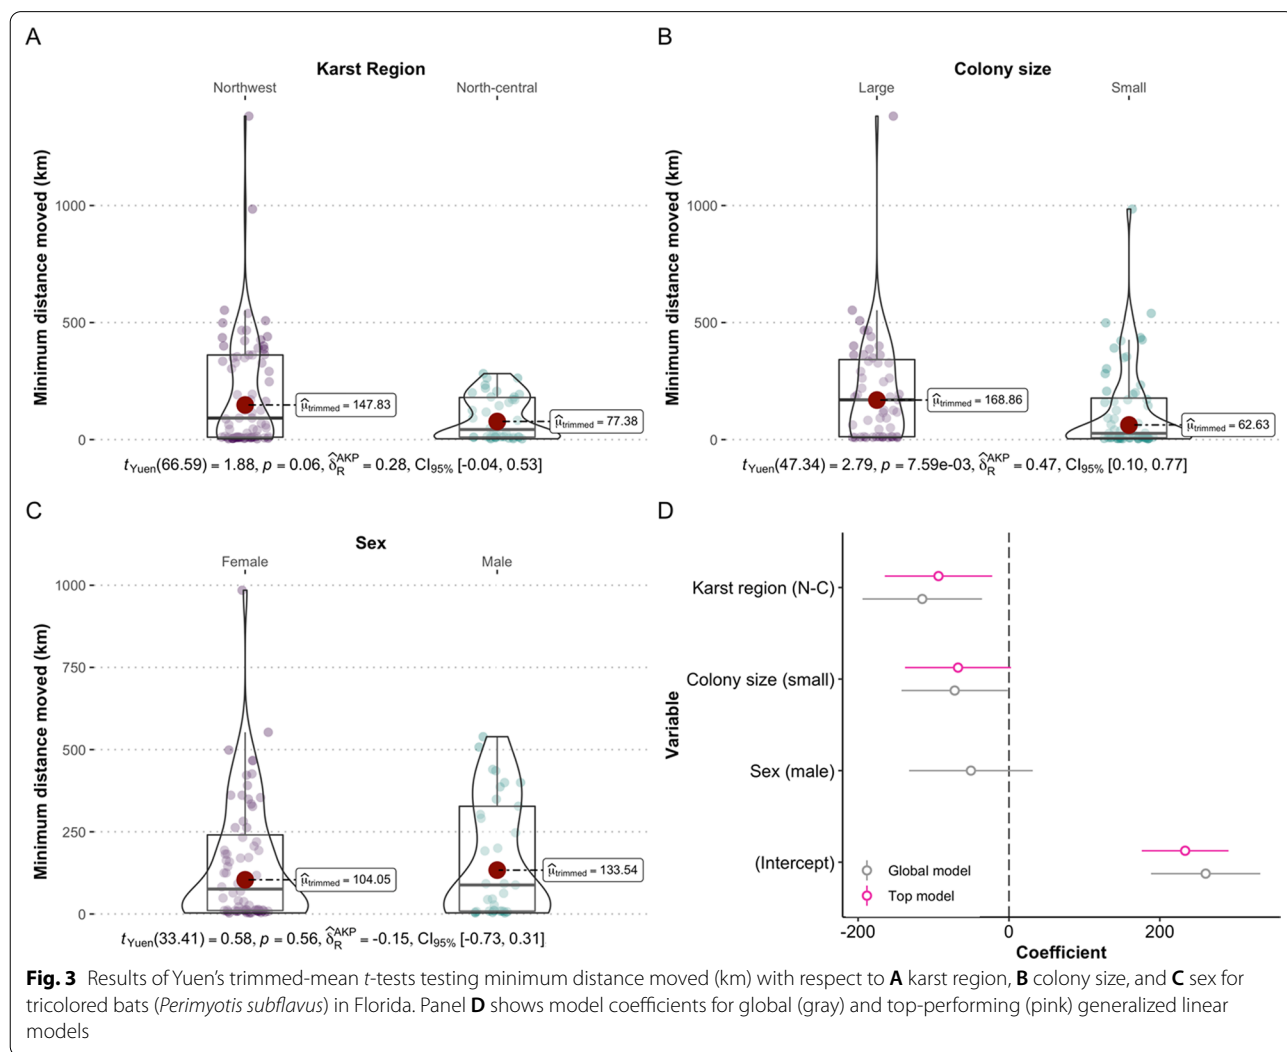 A
Karst Region
Northwest North-central
Minimum distance moved (km)
1000
500
0
μ̂trimmed = 147.83
μ̂trimmed = 77.38
tYuen(66.59) = 1.88, p = 0.06, δ̂R^AKP = 0.28, CI95% [-0.04, 0.53]
B
Colony size
Large Small
Minimum distance moved (km)
1000
500
0
μ̂trimmed = 168.86
μ̂trimmed = 62.63
tYuen(47.34) = 2.79, p = 7.59e-03, δ̂R^AKP = 0.47, CI95% [0.10, 0.77]
C
Sex
Female Male
Minimum distance moved (km)
1000
750
500
250
0
μ̂trimmed = 104.05
μ̂trimmed = 133.54
tYuen(33.41) = 0.58, p = 0.56, δ̂R^AKP = -0.15, CI95% [-0.73, 0.31]
D
Variable
Karst region (N-C)
Colony size (small)
Sex (male)
(Intercept)
Global model
Top model
-200 0 200
Coefficient
Fig. 3 Results of Yuen's trimmed-mean t-tests testing minimum distance moved (km) with respect to A karst region, B colony size, and C sex for
tricolored bats (Perimyotis subflavus) in Florida. Panel D shows model coefficients for global (gray) and top-performing (pink) generalized linear
models